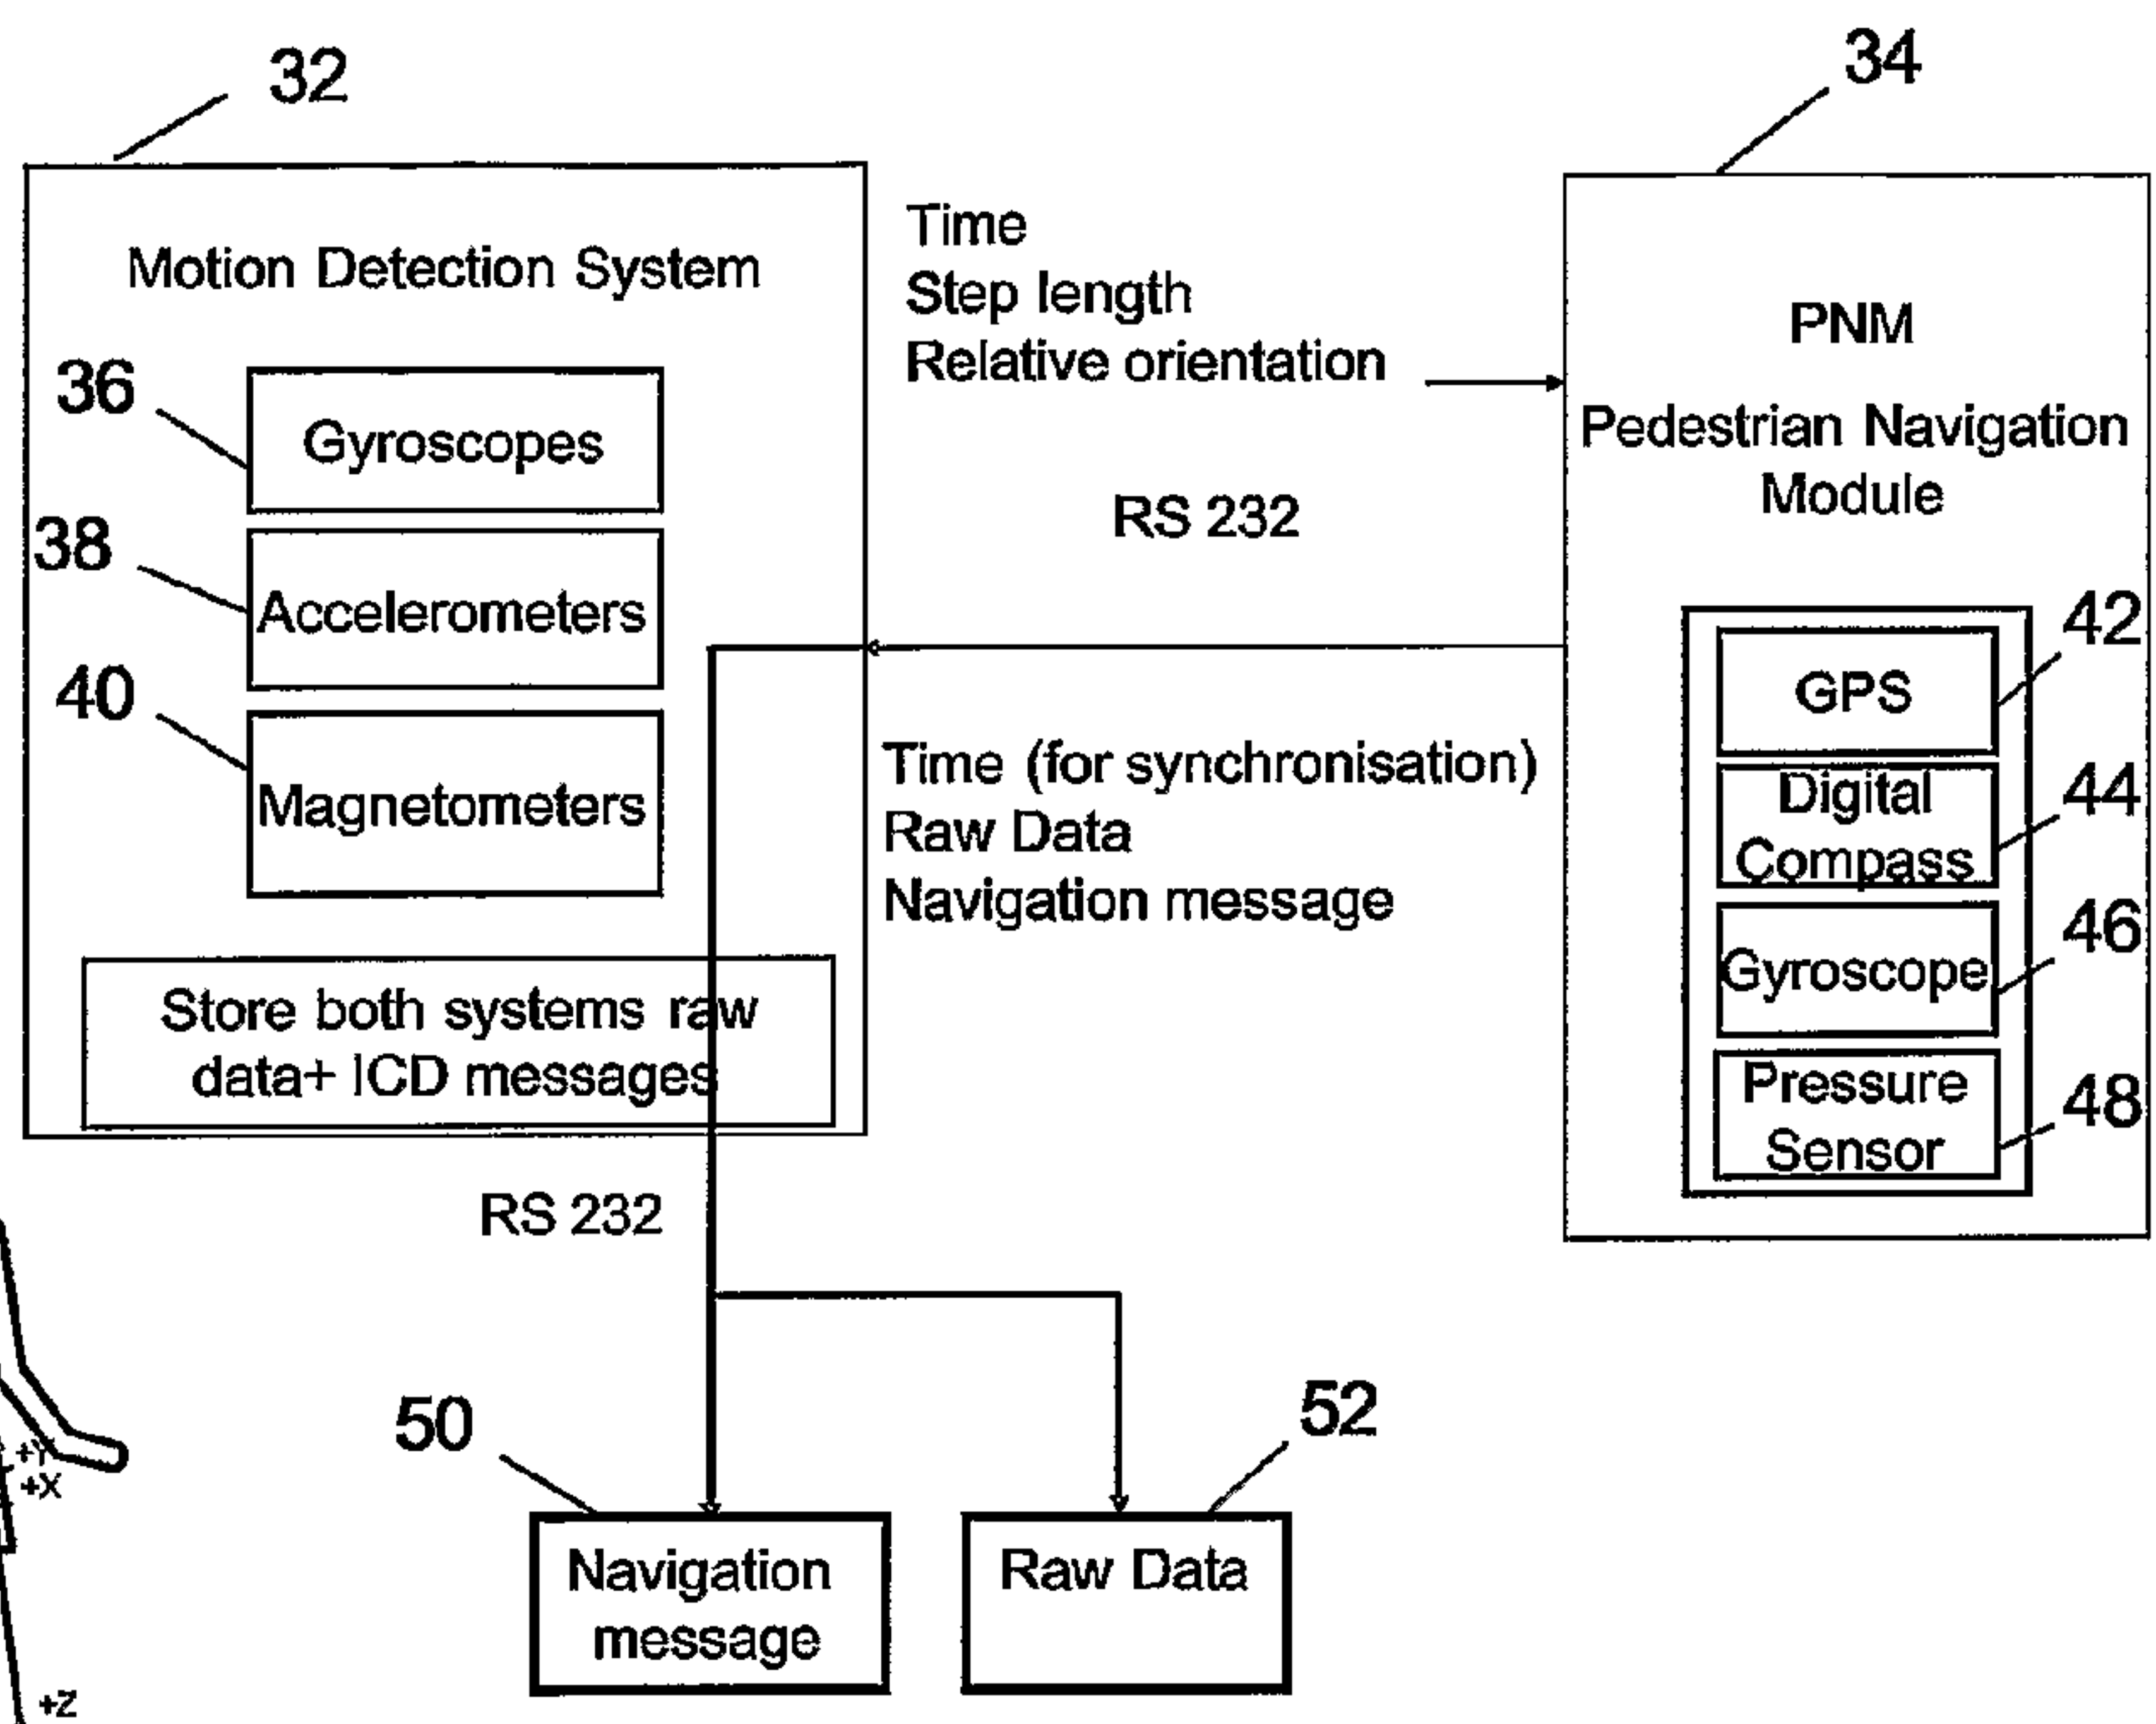 32
34
Motion Detection System
36
Gyroscopes
38
Accelerometers
40
Magnetometers
Store both systems raw
data+ ICD messages
Time
Step length
Relative orientation
RS 232
Time (for synchronisation)
Raw Data
Navigation message
PNM
Pedestrian Navigation
Module
42
GPS
44
Digital
Compass
46
Gyroscope
48
Pressure
Sensor
RS 232
50
52
Navigation
message
Raw Data
+Y
+X
+Z